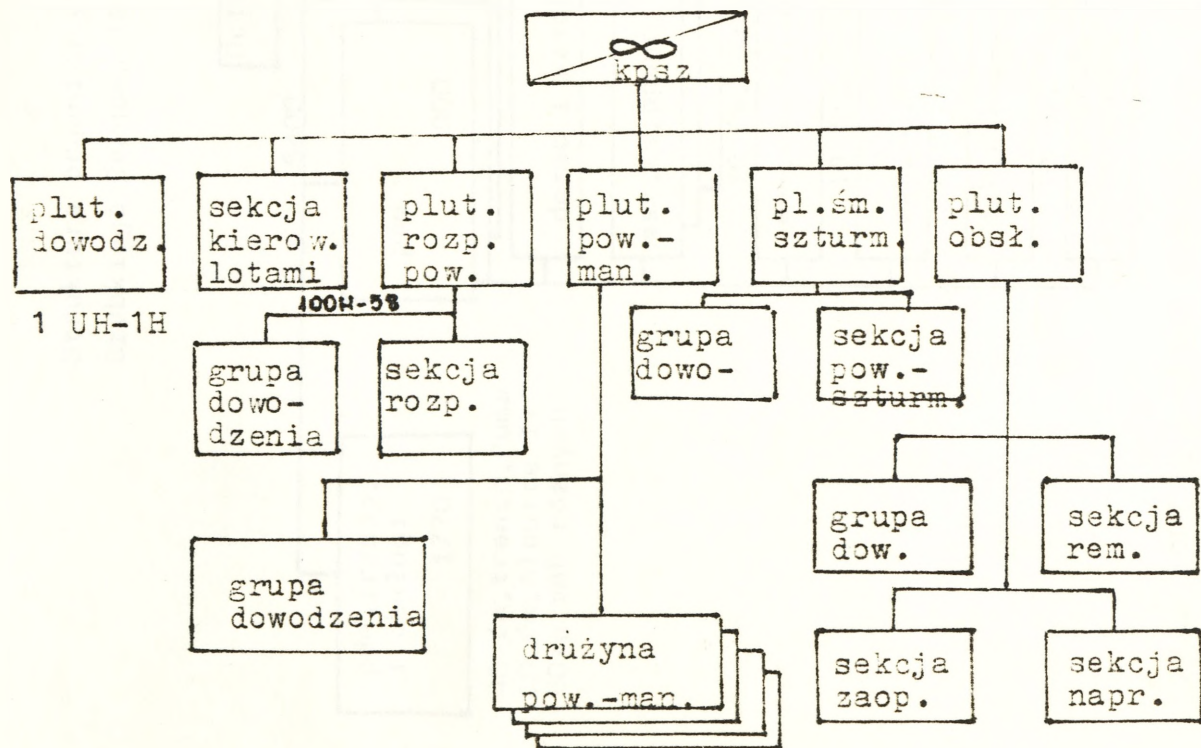 kpsz
plut.
dowodz.
sekcja
kierow.
lotami
plut.
rozp.
pow.
plut.
pow.-
man.
pl.śm.
szturm.
plut.
obsł.
1 UH-1H
10OH-58
grupa
dowo-
dzenia
sekcja
rozp.
grupa
dowo-
sekcja
pow.-
szturm.
grupa
dow.
sekcja
rem.
grupa
dowodzenia
drużyna
pow.-man.
sekcja
zaop.
sekcja
napr.